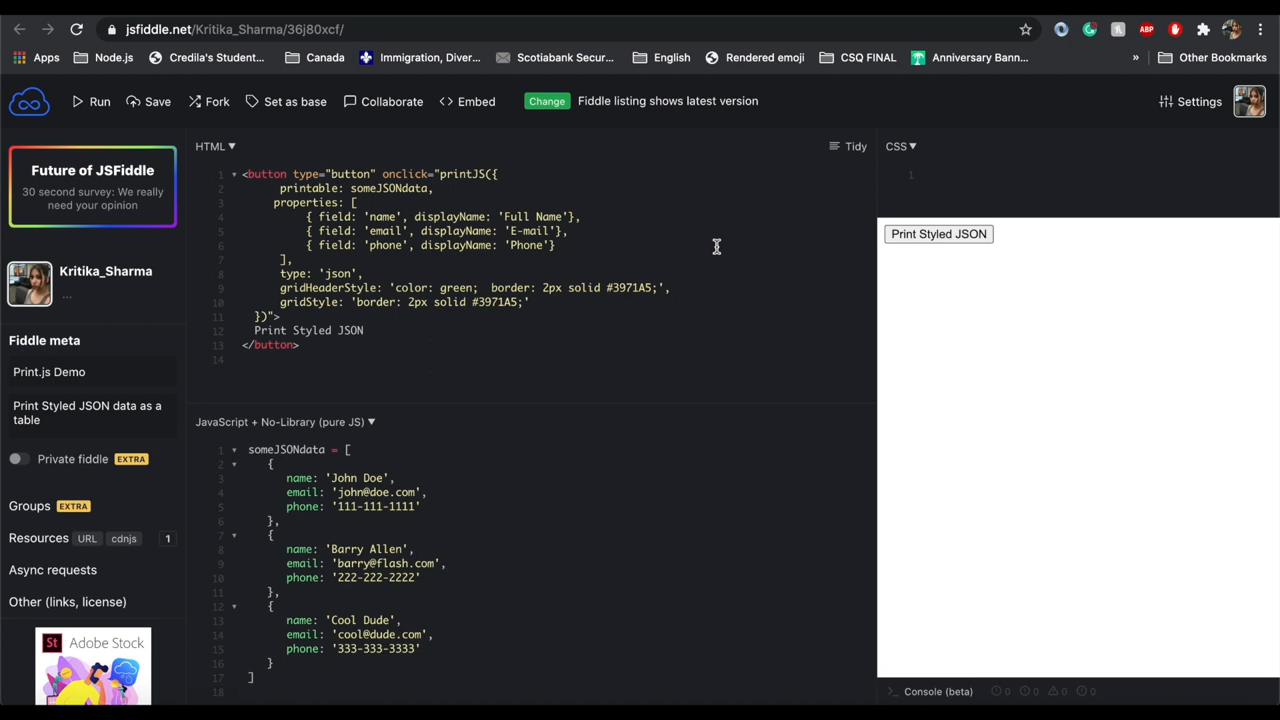 jsfiddle.net/Kritika_Sharma/36j80xcf/
ABP
Apps Node.js Credila's Student... Canada Immigration, Diver... Scotiabank Secur... English Rendered emoji CSQ FINAL Anniversary Bann... » Other Bookmarks
Run Save Fork Set as base Collaborate <> Embed Change Fiddle listing shows latest version Settings
Future of JSFiddle
30 second survey: We really
need your opinion
Kritika_Sharma
...
Fiddle meta
Print.js Demo
Print Styled JSON data as a
table
Private fiddle EXTRA
Groups EXTRA
Resources URL cdnjs 1
Async requests
Other (links, license)
St Adobe Stock
HTML ▼ Tidy
1 <button type="button" onclick="printJS({
2 printable: someJSONdata,
3 properties: [
4 { field: 'name', displayName: 'Full Name'},
5 { field: 'email', displayName: 'E-mail'},
6 { field: 'phone', displayName: 'Phone'}
7 ],
8 type: 'json',
9 gridHeaderStyle: 'color: green;  border: 2px solid #3971A5;',
10 gridStyle: 'border: 2px solid #3971A5;'
11 })">
12 Print Styled JSON
13 </button>
14
JavaScript + No-Library (pure JS) ▼
1 someJSONdata = [
2 {
3 name: 'John Doe',
4 email: 'john@doe.com',
5 phone: '111-111-1111'
6 },
7 {
8 name: 'Barry Allen',
9 email: 'barry@flash.com',
10 phone: '222-222-2222'
11 },
12 {
13 name: 'Cool Dude',
14 email: 'cool@dude.com',
15 phone: '333-333-3333'
16 }
17 ]
18
CSS ▼
1
Print Styled JSON
Console (beta) 0 0 0 0